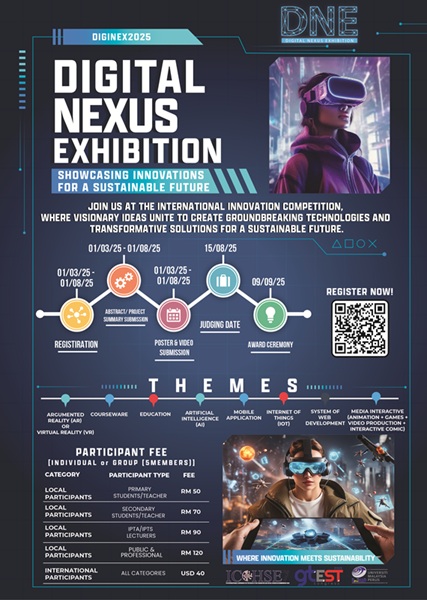 DIGINEX2025
DNE
DIGITAL NEXUS EXHIBITION
DIGITAL
NEXUS
EXHIBITION
SHOWCASING INNOVATIONS
FOR A SUSTAINABLE FUTURE
JOIN US AT THE INTERNATIONAL INNOVATION COMPETITION,
WHERE VISIONARY IDEAS UNITE TO CREATE GROUNDBREAKING TECHNOLOGIES AND
TRANSFORMATIVE SOLUTIONS FOR A SUSTAINABLE FUTURE.
01/03/25 -
01/08/25
REGISTRATION
01/03/25 - 01/08/25
ABSTRACT/ PROJECT
SUMMARY SUBMISSION
01/03/25 -
01/08/25
POSTER & VIDEO
SUBMISSION
15/08/25
JUDGING DATE
09/09/25
AWARD CEREMONY
REGISTER NOW!
THEMES
ARGUMENTED
REALITY (AR)
OR
VIRTUAL REALITY (VR)
COURSEWARE
EDUCATION
ARTIFICIAL
INTELLIGENCE
(AI)
MOBILE
APPLICATION
INTERNET OF
THINGS
(IOT)
SYSTEM OF
WEB
DEVELOPMENT
MEDIA INTERACTIVE
(ANIMATION + GAMES +
VIDEO PRODUCTION +
INTERACTIVE COMIC)
PARTICIPANT FEE
[INDIVIDUAL or GROUP (5MEMBERS)]
CATEGORY PARTICIPANT TYPE FEE
LOCAL
PARTICIPANTS
PRIMARY
STUDENTS/TEACHER
RM 50
LOCAL
PARTICIPANTS
SECONDARY
STUDENTS/TEACHER
RM 70
LOCAL
PARTICIPANTS
IPTA/IPTS
LECTURERS
RM 90
LOCAL
PARTICIPANTS
PUBLIC &
PROFESSIONAL
RM 120
INTERNATIONAL
PARTICIPANTS
ALL CATEGORIES
USD 40
WHERE INNOVATION MEETS SUSTAINABILITY
UNIVERSITI
MALAYSIA
PERLIS